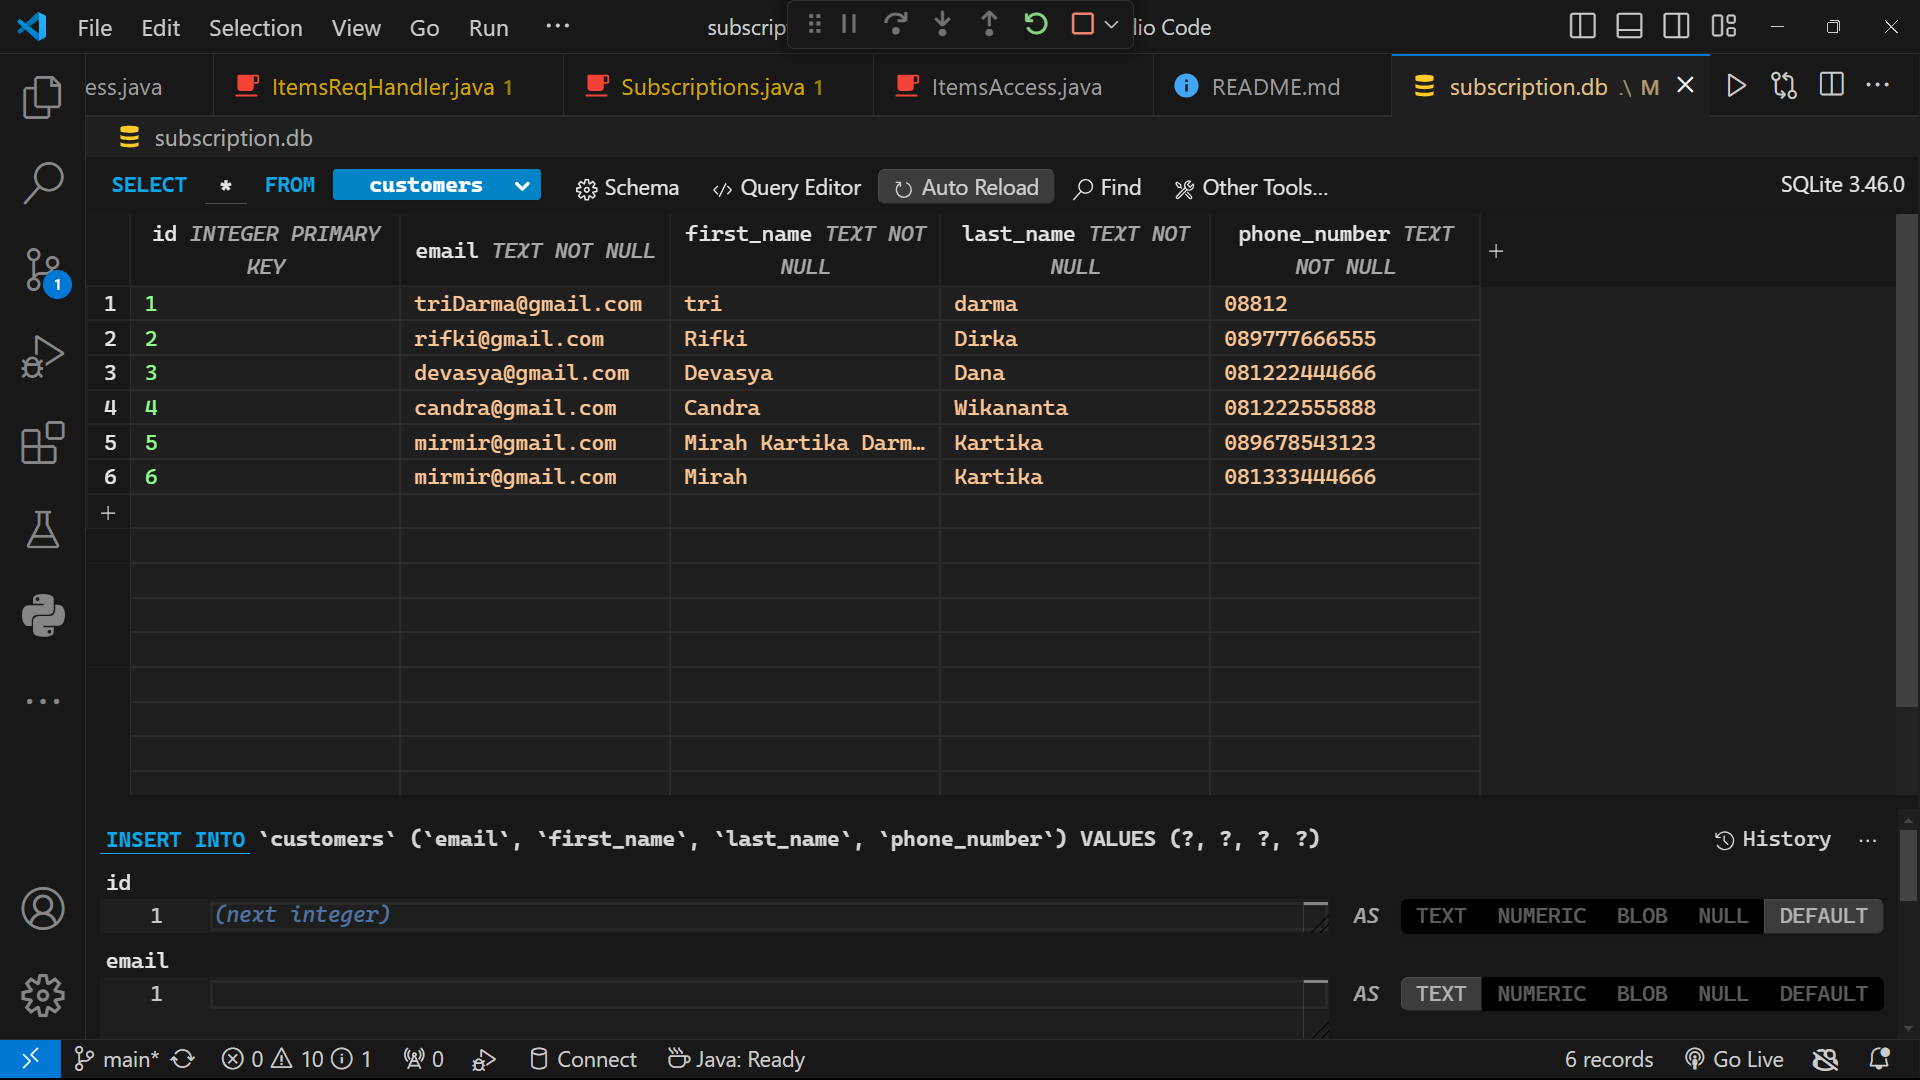 File Edit Selection View Go Run ··· subscrip lio Code
ess.java ItemsReqHandler.java 1 Subscriptions.java 1 ItemsAccess.java README.md subscription.db .\ M
subscription.db
SELECT * FROM customers Schema Query Editor Auto Reload Find Other Tools... SQLite 3.46.0
id INTEGER PRIMARY KEY email TEXT NOT NULL first_name TEXT NOT NULL last_name TEXT NOT NULL phone_number TEXT NOT NULL +
1 1 triDarma@gmail.com tri darma 08812
2 2 rifki@gmail.com Rifki Dirka 089777666555
3 3 devasya@gmail.com Devasya Dana 081222444666
4 4 candra@gmail.com Candra Wikananta 081222555888
5 5 mirmir@gmail.com Mirah Kartika Darm… Kartika 089678543123
6 6 mirmir@gmail.com Mirah Kartika 081333444666
+
1
INSERT INTO `customers` (`email`, `first_name`, `last_name`, `phone_number`) VALUES (?, ?, ?, ?) History ...
id
1 (next integer) AS TEXT NUMERIC BLOB NULL DEFAULT
email
1 AS TEXT NUMERIC BLOB NULL DEFAULT
main* 0 10 1 0 Connect Java: Ready 6 records Go Live